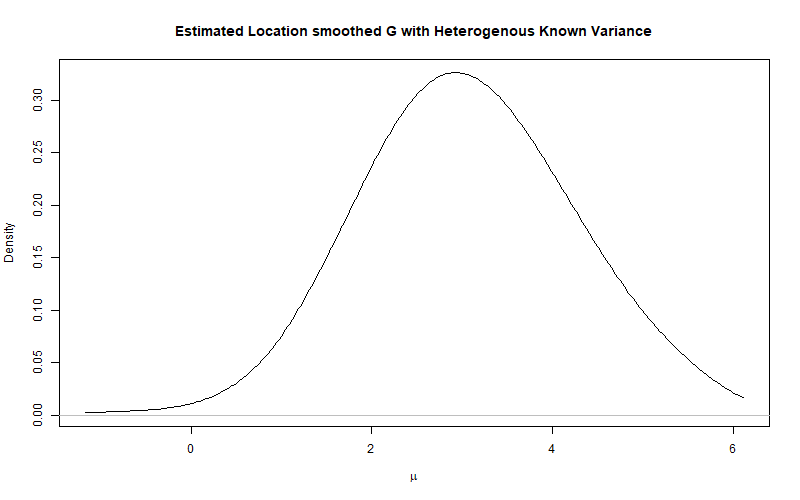 Estimated Location smoothed G with Heterogenous Known Variance
Density
0.30
0.25
0.20
0.15
0.10
0.05
0.00
0 2 4 6
μ